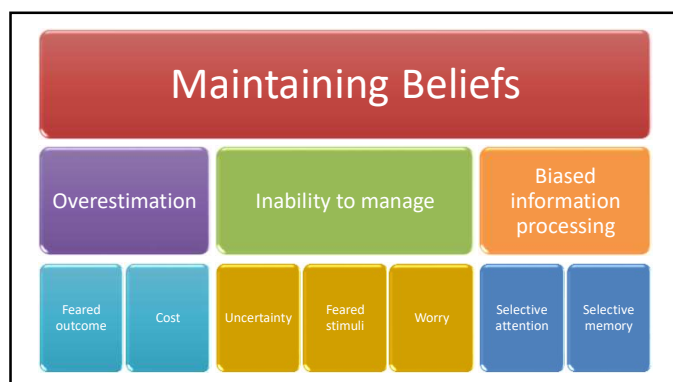 Maintaining Beliefs
Overestimation
Inability to manage
Biased
information
processing
Feared
outcome
Cost
Uncertainty
Feared
stimuli
Worry
Selective
attention
Selective
memory